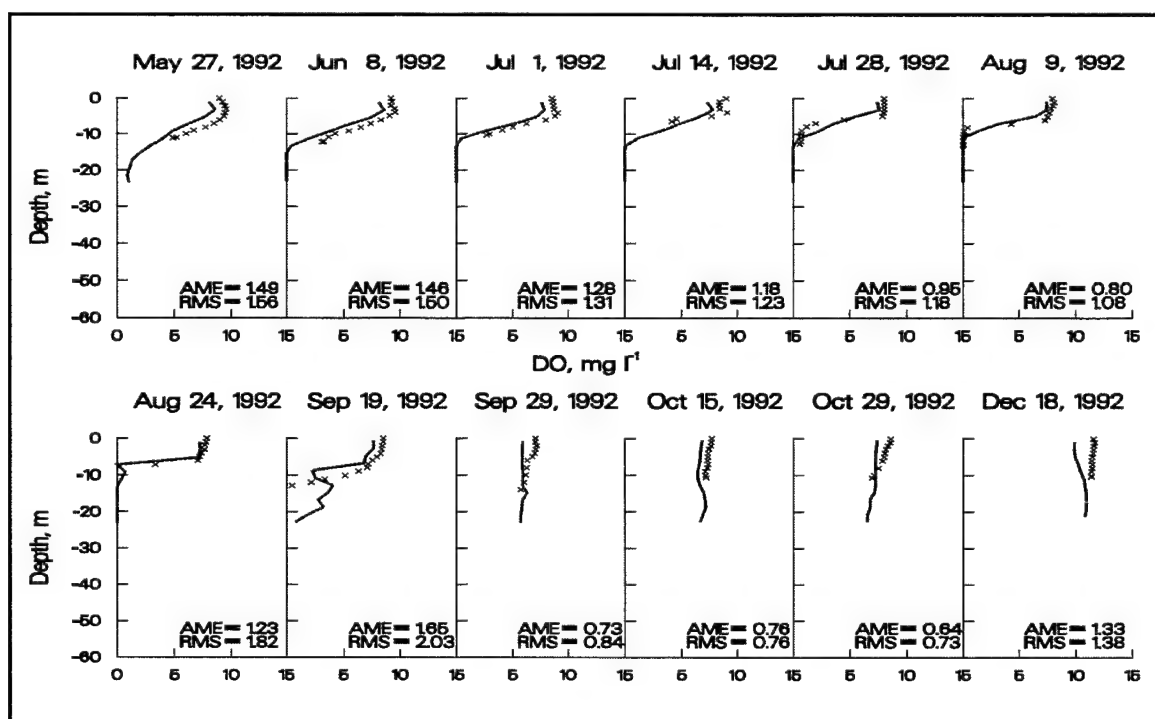 May 27, 1992 Jun 8, 1992 Jul 1, 1992 Jul 14, 1992 Jul 28, 1992 Aug 9, 1992
0
-10
-20
-30
-40
-50
-60
Depth, m
AME = 1.49 AME = 1.46 AME = 1.28 AME = 1.18 AME = 0.95 AME = 0.80
RMS = 1.56 RMS = 1.50 RMS = 1.31 RMS = 1.23 RMS = 1.18 RMS = 1.08
0 5 10 15 5 10 15 5 10 15 5 10 15 5 10 15 5 10 15
DO, mg l¹
Aug 24, 1992 Sep 19, 1992 Sep 29, 1992 Oct 15, 1992 Oct 29, 1992 Dec 18, 1992
0
-10
-20
-30
-40
-50
-60
Depth, m
AME = 1.23 AME = 1.65 AME = 0.73 AME = 0.76 AME = 0.64 AME = 1.33
RMS = 1.82 RMS = 2.03 RMS = 0.84 RMS = 0.76 RMS = 0.73 RMS = 1.38
0 5 10 15 5 10 15 5 10 15 5 10 15 5 10 15 5 10 15